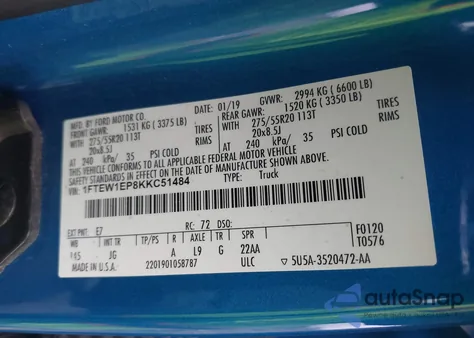 MFD. BY FORD MOTOR CO. 01/19 GVWR: 2994 KG (6600 LB)
FRONT GAWR: 1531 KG (3375 LB) REAR GAWR: 1520 KG (3350 LB)
275/55R20 113T TIRES 275/55R20 113T TIRES
20x8.5J RIMS 20x8.5J RIMS
AT 240 kPa/ 35 PSI COLD AT 240 kPa/ 35 PSI COLD
THIS VEHICLE CONFORMS TO ALL APPLICABLE FEDERAL MOTOR VEHICLE
SAFETY STANDARDS IN EFFECT ON THE DATE OF MANUFACTURE SHOWN ABOVE.
VIN: 1FTEW1EP8KKC51484 TYPE: Truck
EXT PNT: E7 RC: 72 DSO: F0120
WB INT TR TP/PS R AXLE TR SPR T0576
145 JG A L9 G 22AA
MADE IN U.S.A. 2201901058787 ULC ▽ 5U5A-3520472-AA
autoSnap